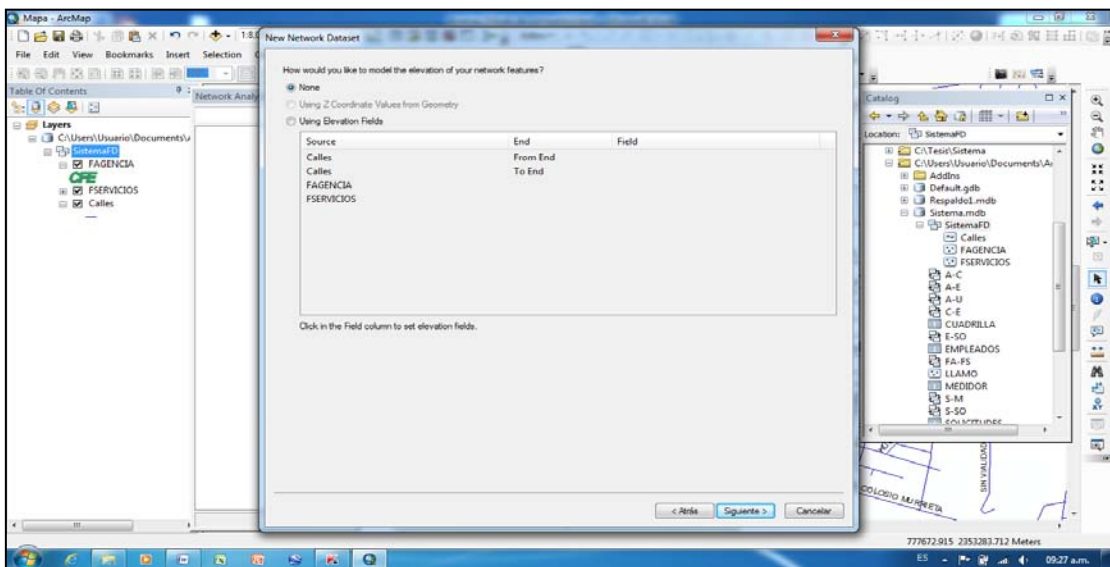 Mapa - ArcMap
New Network Dataset
File Edit View Bookmarks Insert Selection
Table Of Contents
Network Analy
Layers
C:\Users\Usuario\Documents\
SistemaFD
FAGENCIA
CFE
FSERVICIOS
Calles
How would you like to model the elevation of your network features?
None
Using Z Coordinate Values from Geometry
Using Elevation Fields
Source End Field
Calles From End
Calles To End
FAGENCIA
FSERVICIOS
Click in the Field column to set elevation fields.
< Atrás Siguiente > Cancelar
Catalog
Location: SistemaFD
C:\Tesis\Sistema
C:\Users\Usuario\Documents\Ar
AddIns
Default.gdb
Respaldo1.mdb
Sistema.mdb
SistemaFD
Calles
FAGENCIA
FSERVICIOS
A-C
A-E
A-U
C-E
CUADRILLA
E-SO
EMPLEADOS
FA-FS
LLAMO
MEDIDOR
S-M
S-SO
SOLICITUDES
COLOSIO MURRIETA
SIN VIALIDAD
777672.915 2353283.712 Meters
ES 09:27 a.m.